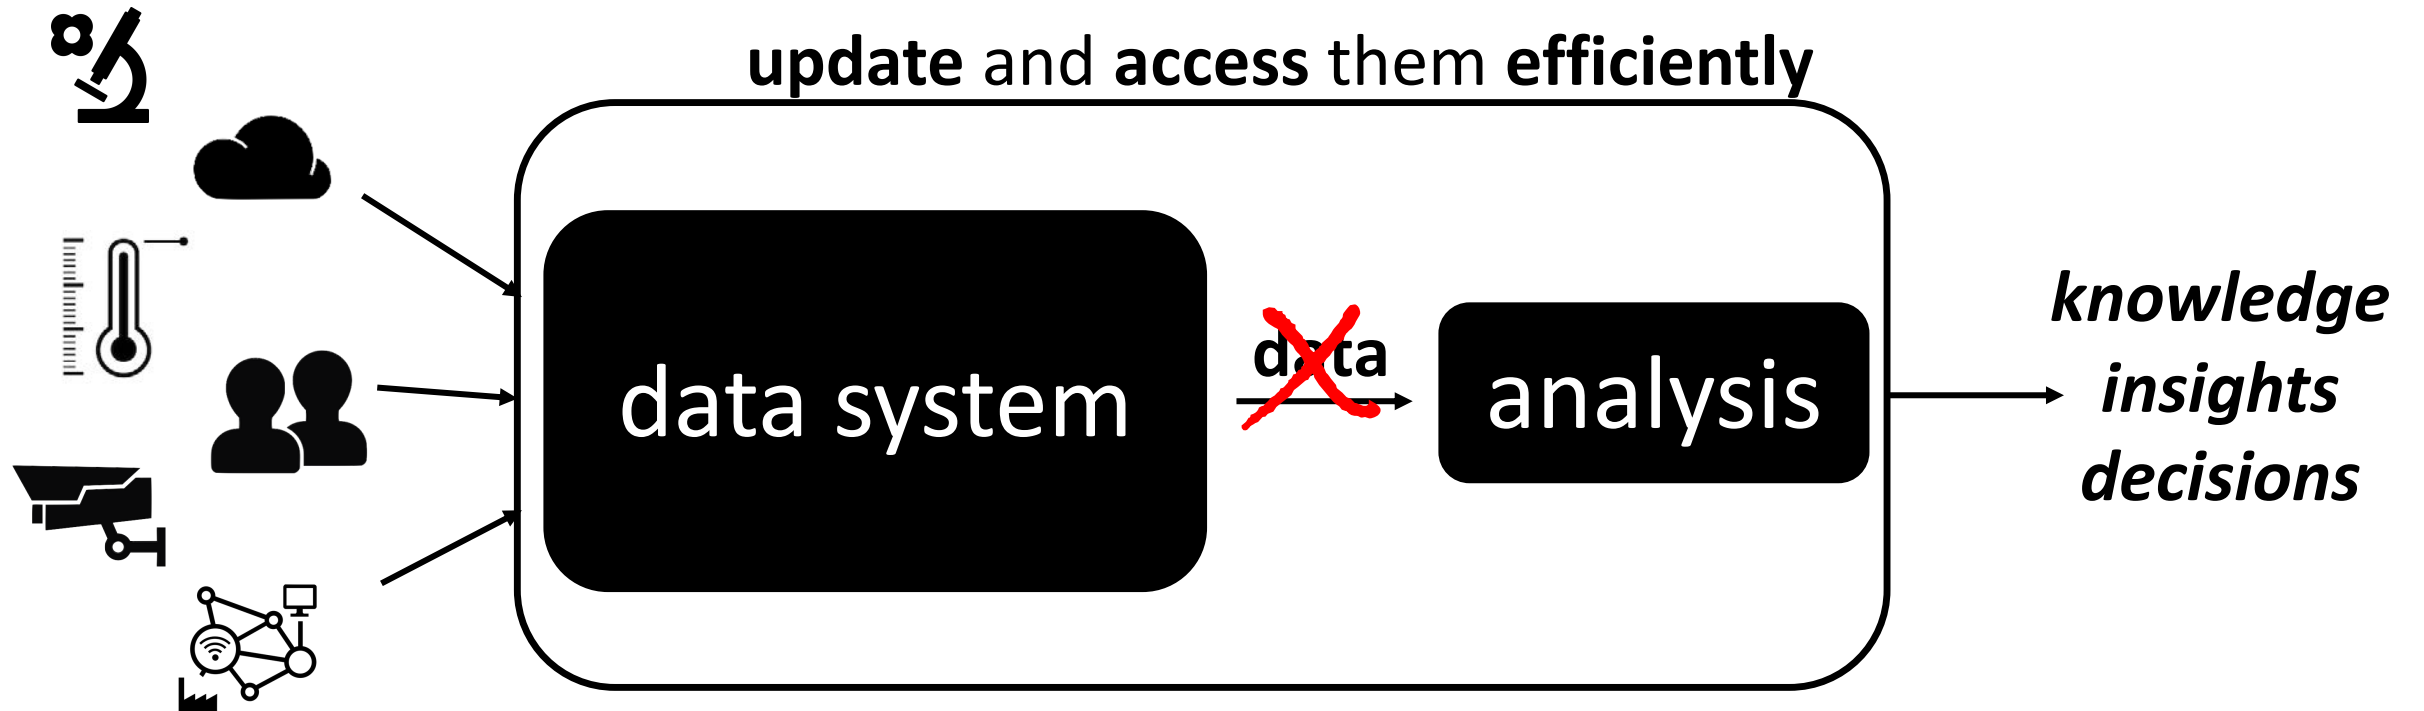 update and access them efficiently
data system
data
analysis
knowledge
insights
decisions